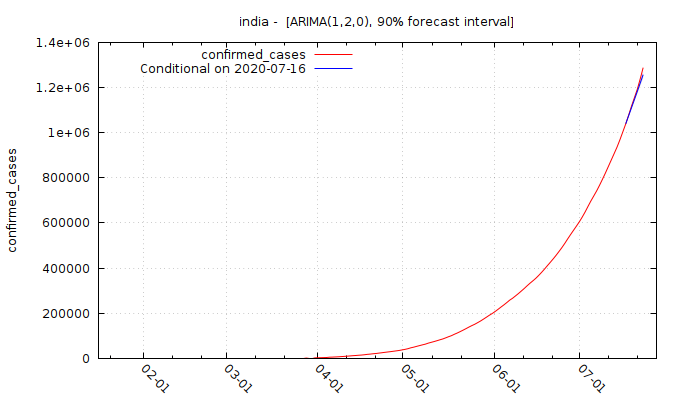 india -  [ARIMA(1,2,0), 90% forecast interval]
1.4e+06
1.2e+06
1e+06
800000
600000
400000
200000
0
confirmed_cases
confirmed_cases
Conditional on 2020-07-16
02-01
03-01
04-01
05-01
06-01
07-01